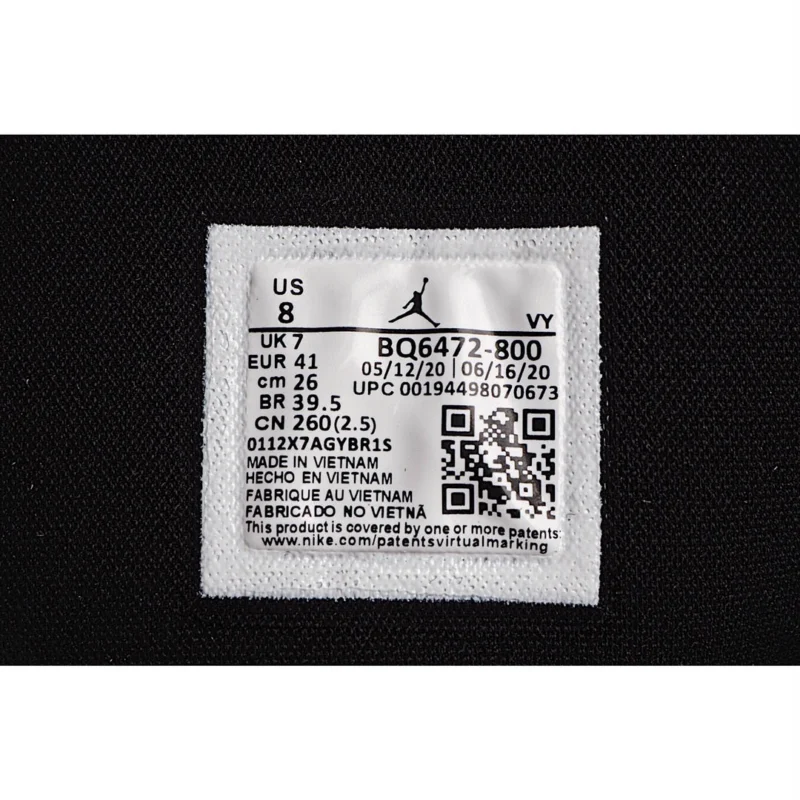 US
8
VY
UK 7
EUR 41
cm 26
BR 39.5
CN 260(2.5)
BQ6472-800
05/12/20 | 06/16/20
UPC 00194498070673
0112X7AGYBR1S
MADE IN VIETNAM
HECHO EN VIETNAM
FABRIQUE AU VIETNAM
FABRICADO NO VIETNÃ
This product is covered by one or more patents:
www.nike.com/patentsvirtualmarking